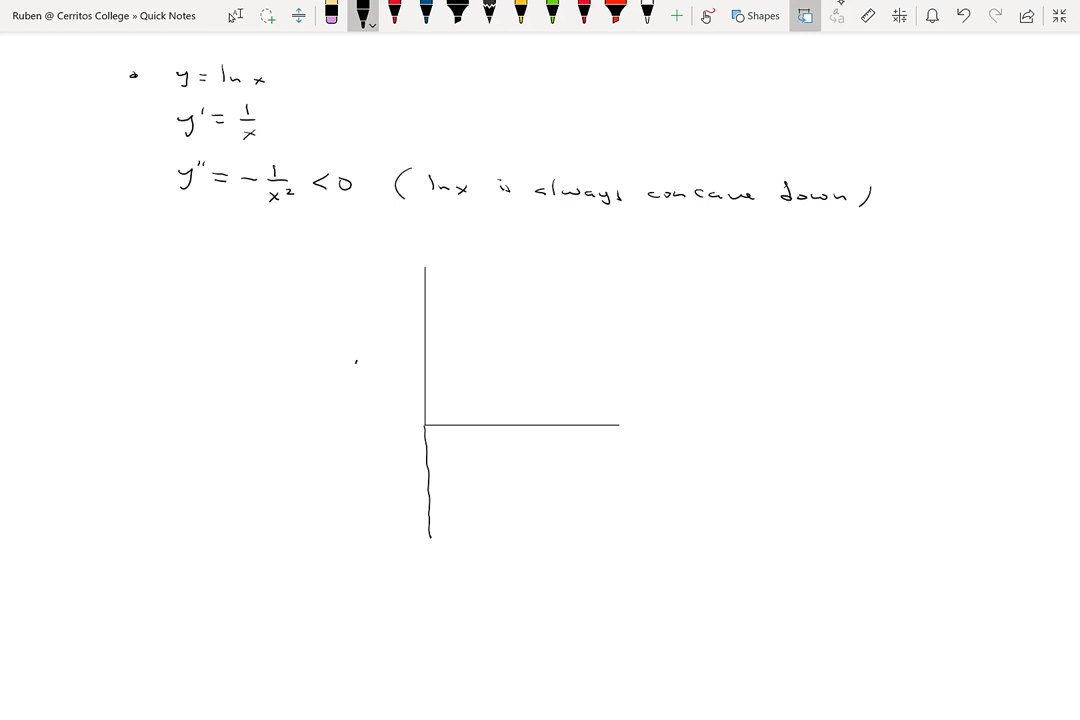 Ruben @ Cerritos College » Quick Notes
Shapes
y = ln x
y' = 1/x
y" = - 1/x² < 0 ( ln x is always concave down )